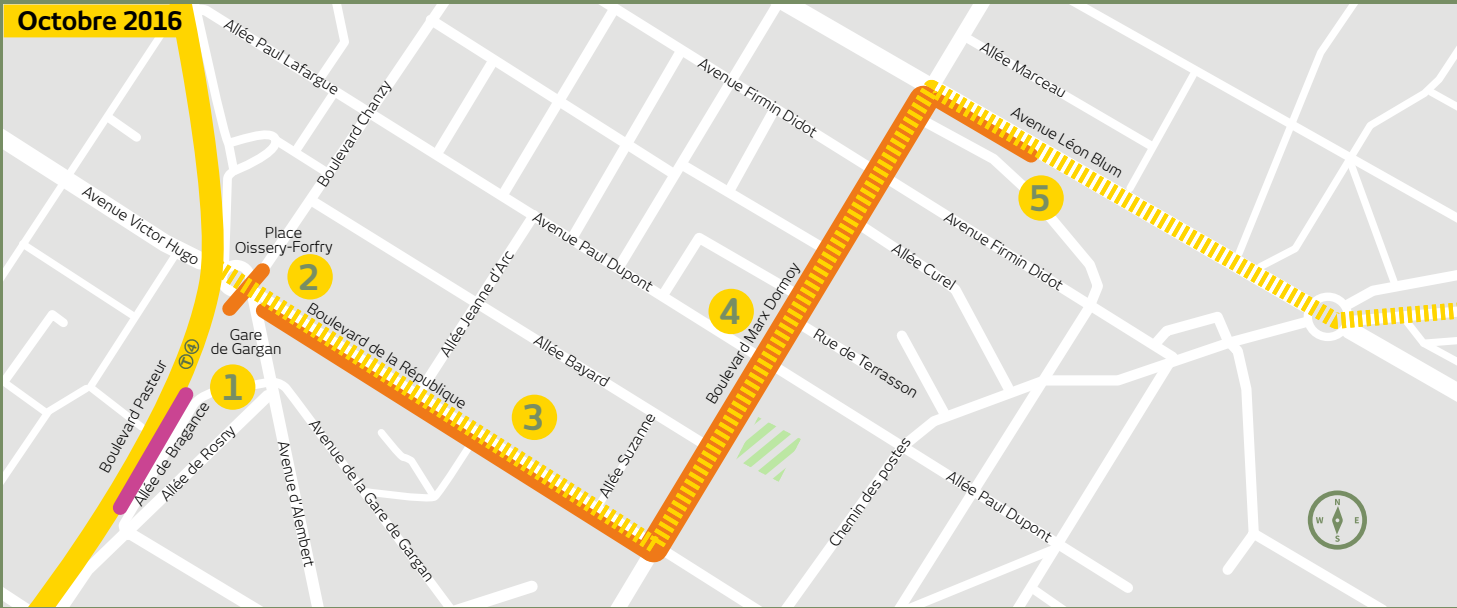 Octobre 2016
Allée Paul Lafargue
Boulevard Chanzy
Avenue Firmin Didot
Allée Marceau
Avenue Léon Blum
5
Avenue Victor Hugo
Place
Oissery-Forfry
2
Avenue Paul Dupont
Allée Jeanne d'Arc
Allée Curel
Avenue Firmin Didot
Gare
de Gargan
Boulevard de la République
Allée Bayard
4
Boulevard Marx Dormoy
Rue de Terrasson
T 4
1
Boulevard Pasteur
Allée de Bragance
Allée de Rosny
3
Allée Suzanne
Avenue d'Alembert
Avenue de la Gare de Gargan
Chemin des postes
Allée Paul Dupont
N
W E
S